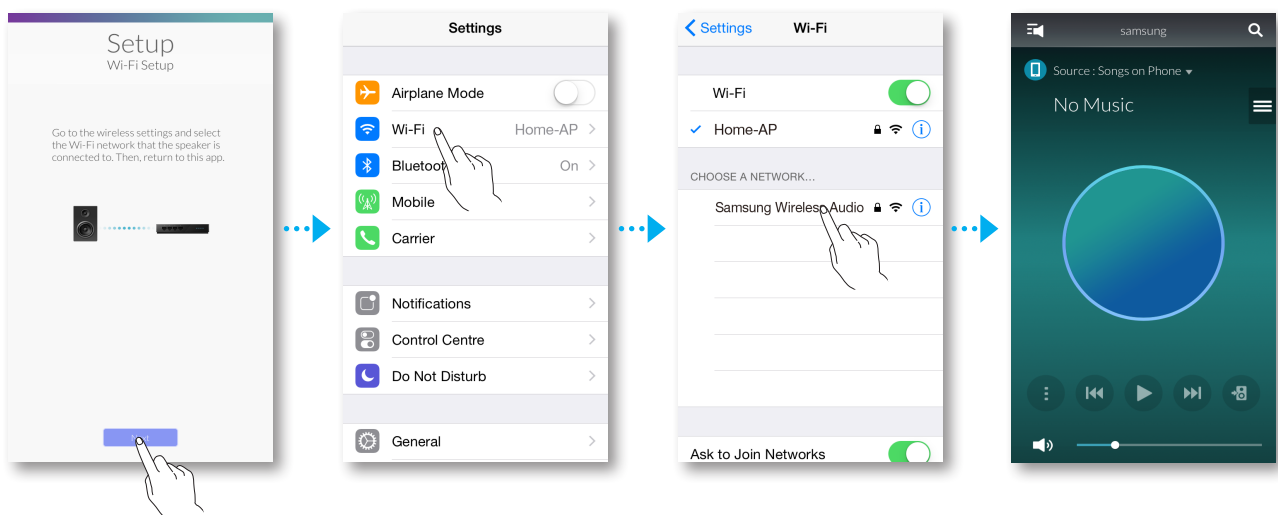 Setup
Wi-Fi Setup
Go to the wireless settings and select
the Wi-Fi network that the speaker is
connected to. Then, return to this app.
Settings
Airplane Mode
Wi-Fi
Home-AP
On
Mobile
Carrier
Notifications
Control Centre
Do Not Disturb
General
Settings
Wi-Fi
Wi-Fi
Home-AP
CHOOSE A NETWORK...
Samsung Wireless Audio
Ask to Join Networks
samsung
Source : Songs on Phone
No Music